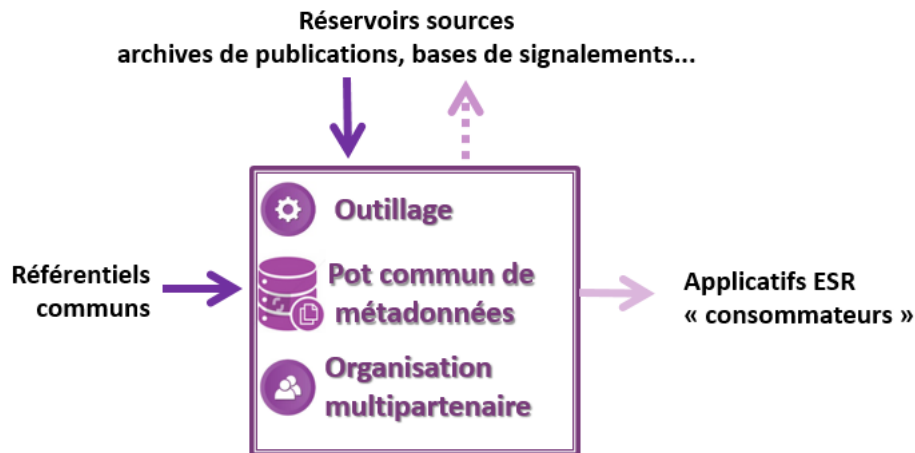 Réservoirs sources
archives de publications, bases de signalements...
Outillage
Référentiels
communs
Pot commun de
métadonnées
Applicatifs ESR
« consommateurs »
Organisation
multipartenaire